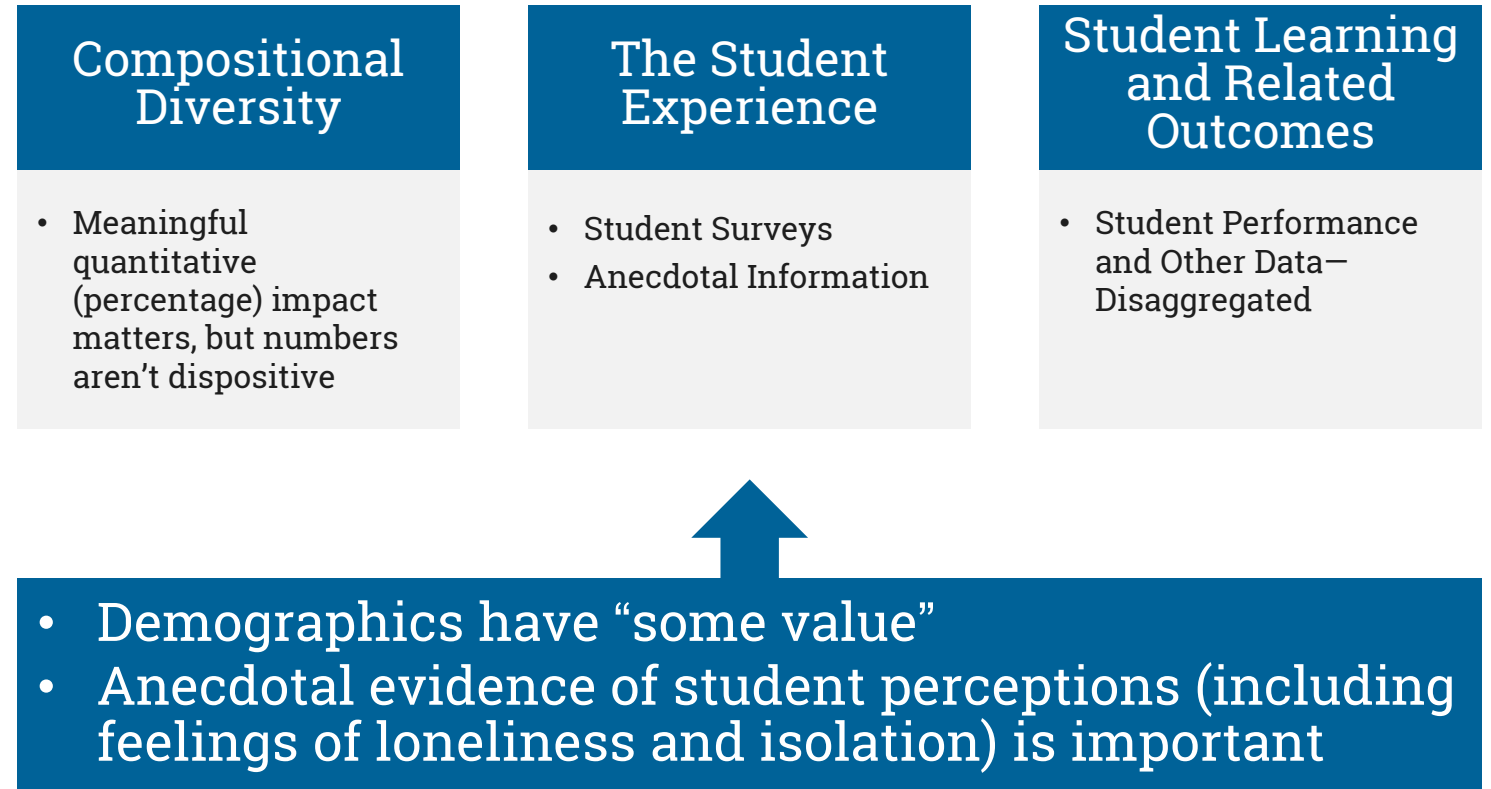 Compositional
Diversity
• Meaningful
quantitative
(percentage) impact
matters, but numbers
aren’t dispositive
The Student
Experience
• Student Surveys
• Anecdotal Information
Student Learning
and Related
Outcomes
• Student Performance
and Other Data—
Disaggregated
• Demographics have “some value”
• Anecdotal evidence of student perceptions (including
feelings of loneliness and isolation) is important